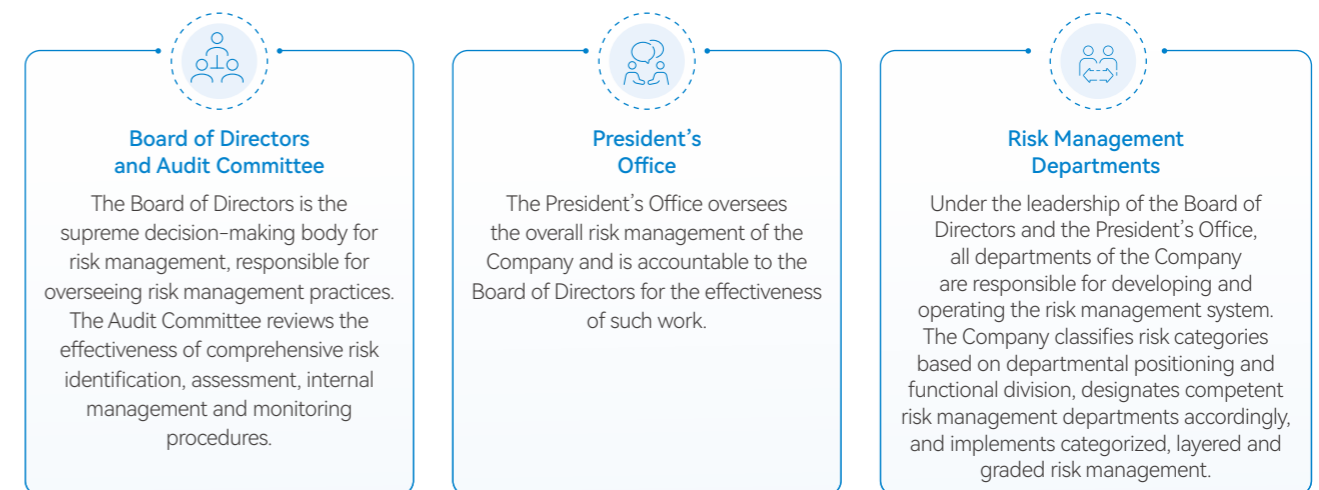 Board of Directors
and Audit Committee
The Board of Directors is the
supreme decision-making body for
risk management, responsible for
overseeing risk management practices.
The Audit Committee reviews the
effectiveness of comprehensive risk
identification, assessment, internal
management and monitoring
procedures.
President's
Office
The President's Office oversees
the overall risk management of the
Company and is accountable to the
Board of Directors for the effectiveness
of such work.
Risk Management
Departments
Under the leadership of the Board of
Directors and the President's Office,
all departments of the Company
are responsible for developing and
operating the risk management system.
The Company classifies risk categories
based on departmental positioning and
functional division, designates competent
risk management departments accordingly,
and implements categorized, layered and
graded risk management.